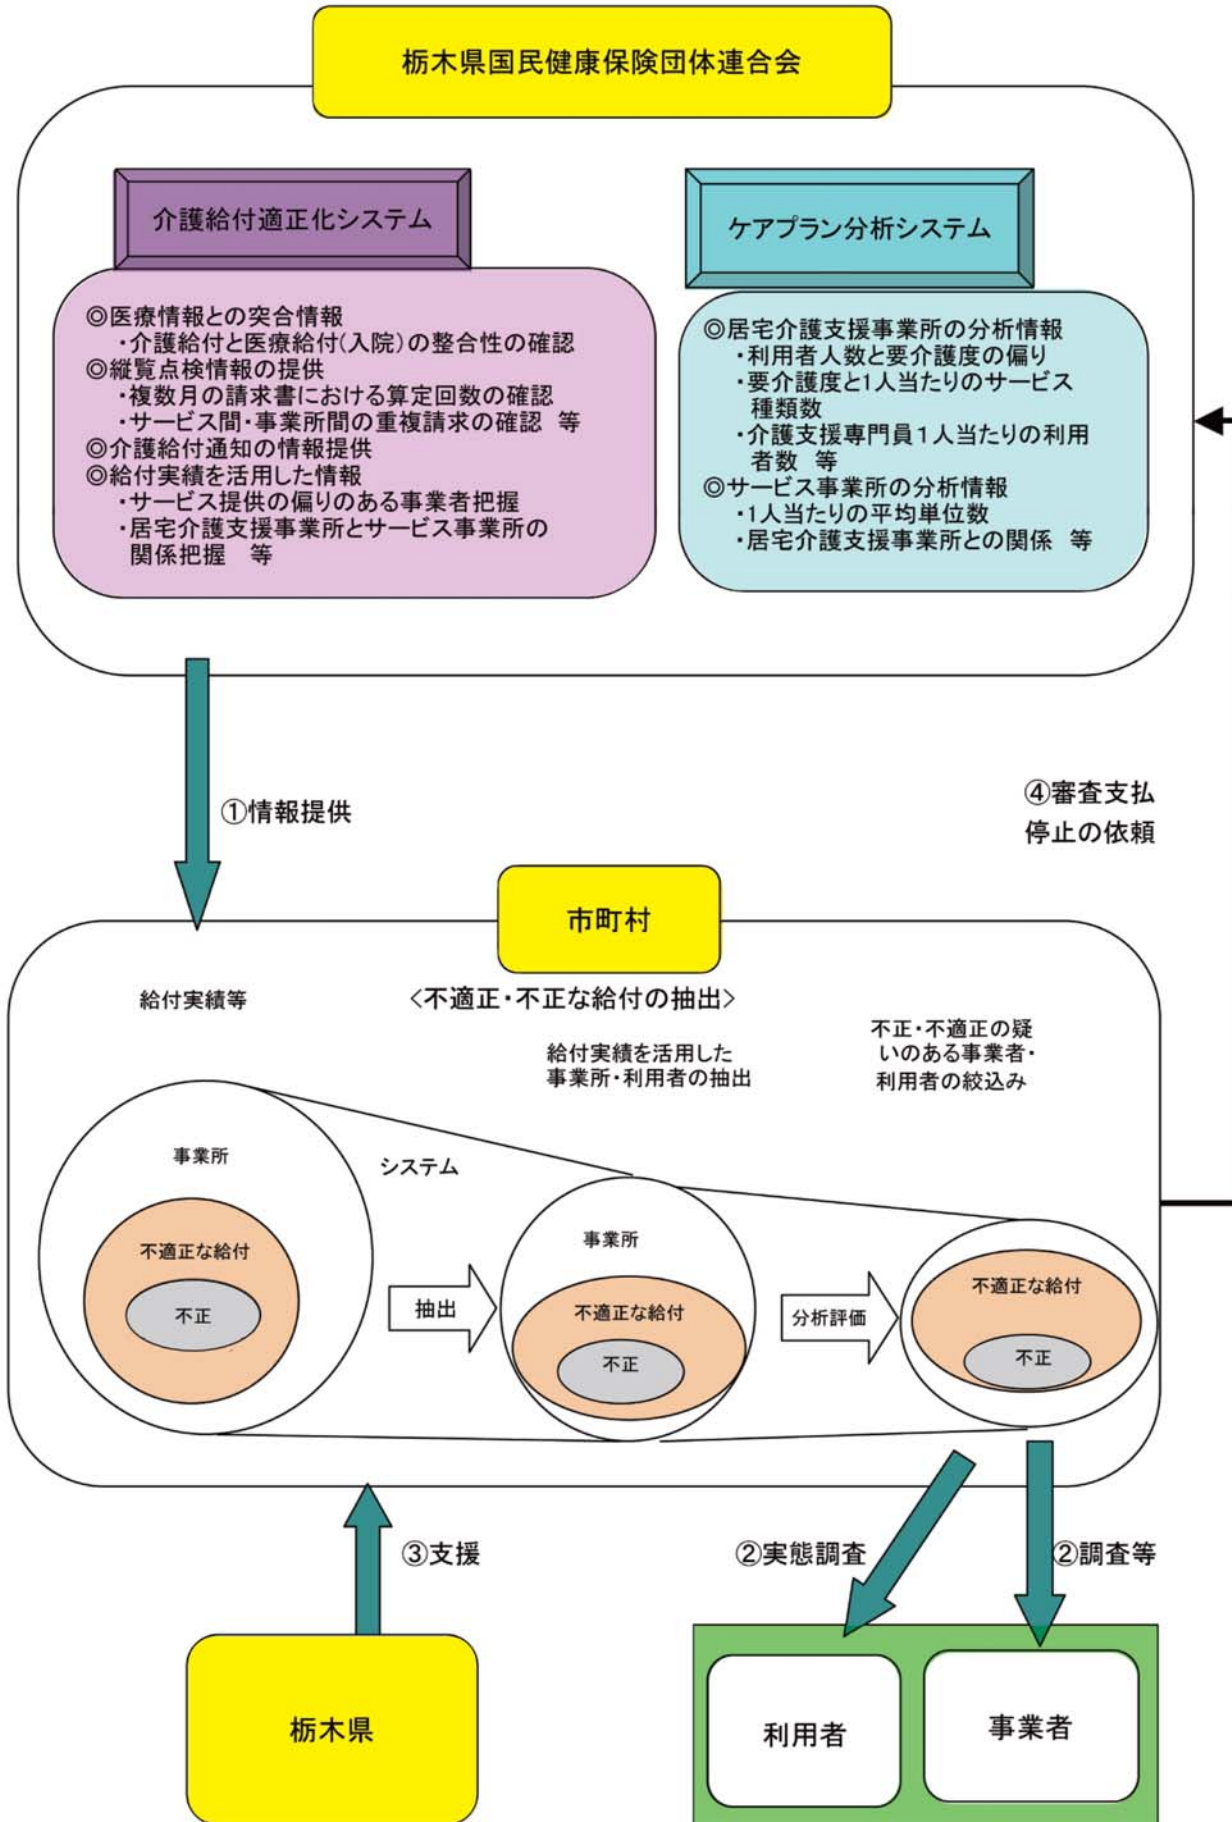 栃木県国民健康保険団体連合会
介護給付適正化システム
◎医療情報との突合情報
・介護給付と医療給付(入院)の整合性の確認
◎縦覧点検情報の提供
・複数月の請求書における算定回数の確認
・サービス間・事業所間の重複請求の確認 等
◎介護給付通知の情報提供
◎給付実績を活用した情報
・サービス提供の偏りのある事業者把握
・居宅介護支援事業所とサービス事業所の
関係把握 等
ケアプラン分析システム
◎居宅介護支援事業所の分析情報
・利用者人数と要介護度の偏り
・要介護度と1人当たりのサービス
種類数
・介護支援専門員1人当たりの利用
者数 等
◎サービス事業所の分析情報
・1人当たりの平均単位数
・居宅介護支援事業所との関係 等
①情報提供
④審査支払
停止の依頼
市町村
給付実績等
<不適正・不正な給付の抽出>
給付実績を活用した
事業所・利用者の抽出
不正・不適正の疑
いのある事業者・
利用者の絞込み
事業所
不適正な給付
不正
システム
抽出
事業所
不適正な給付
不正
分析評価
不適正な給付
不正
③支援
②実態調査
②調査等
栃木県
利用者
事業者